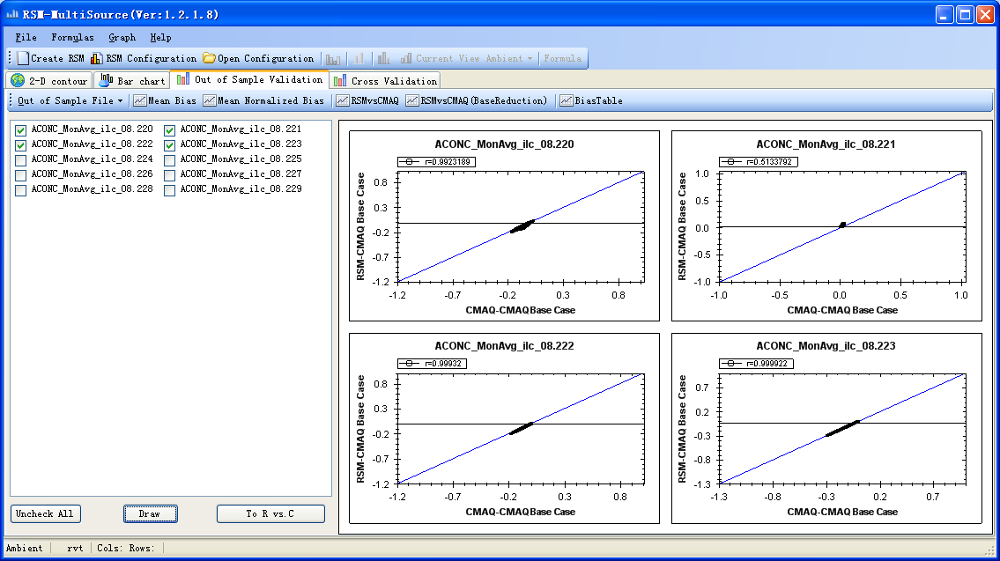 RSM-MultiSource(Ver:1.2.1.8)
File Formulas Graph Help
Create RSM RSM Configuration Open Configuration Current View Ambient Formula
2-D contour Bar chart Out of Sample Validation Cross Validation
Out of Sample File Mean Bias Mean Normalized Bias RSMvsCMAQ RSMvsCMAQ(BaseReduction) BiasTable
ACONC_MonAvg_ilc_08.220 ACONC_MonAvg_ilc_08.221
ACONC_MonAvg_ilc_08.222 ACONC_MonAvg_ilc_08.223
ACONC_MonAvg_ilc_08.224 ACONC_MonAvg_ilc_08.225
ACONC_MonAvg_ilc_08.226 ACONC_MonAvg_ilc_08.227
ACONC_MonAvg_ilc_08.228 ACONC_MonAvg_ilc_08.229
Uncheck All Draw To R vs.C
ACONC_MonAvg_ilc_08.220
r=0.9923189
RSM-CMAQ Base Case
0.8
0.3
-0.2
-0.7
-1.2
-1.2 -0.7 -0.2 0.3 0.8
CMAQ-CMAQ Base Case
ACONC_MonAvg_ilc_08.221
r=0.5133792
RSM-CMAQ Base Case
1.0
0.5
0.0
-0.5
-1.0
-1.0 -0.5 0.0 0.5 1.0
CMAQ-CMAQ Base Case
ACONC_MonAvg_ilc_08.222
r=0.99932
RSM-CMAQ Base Case
0.8
0.3
-0.2
-0.7
-1.2
-1.2 -0.7 -0.2 0.3 0.8
CMAQ-CMAQ Base Case
ACONC_MonAvg_ilc_08.223
r=0.999922
RSM-CMAQ Base Case
0.7
0.2
-0.3
-0.8
-1.3
-1.3 -0.8 -0.3 0.2 0.7
CMAQ-CMAQ Base Case
Ambient rvt Cols: Rows: